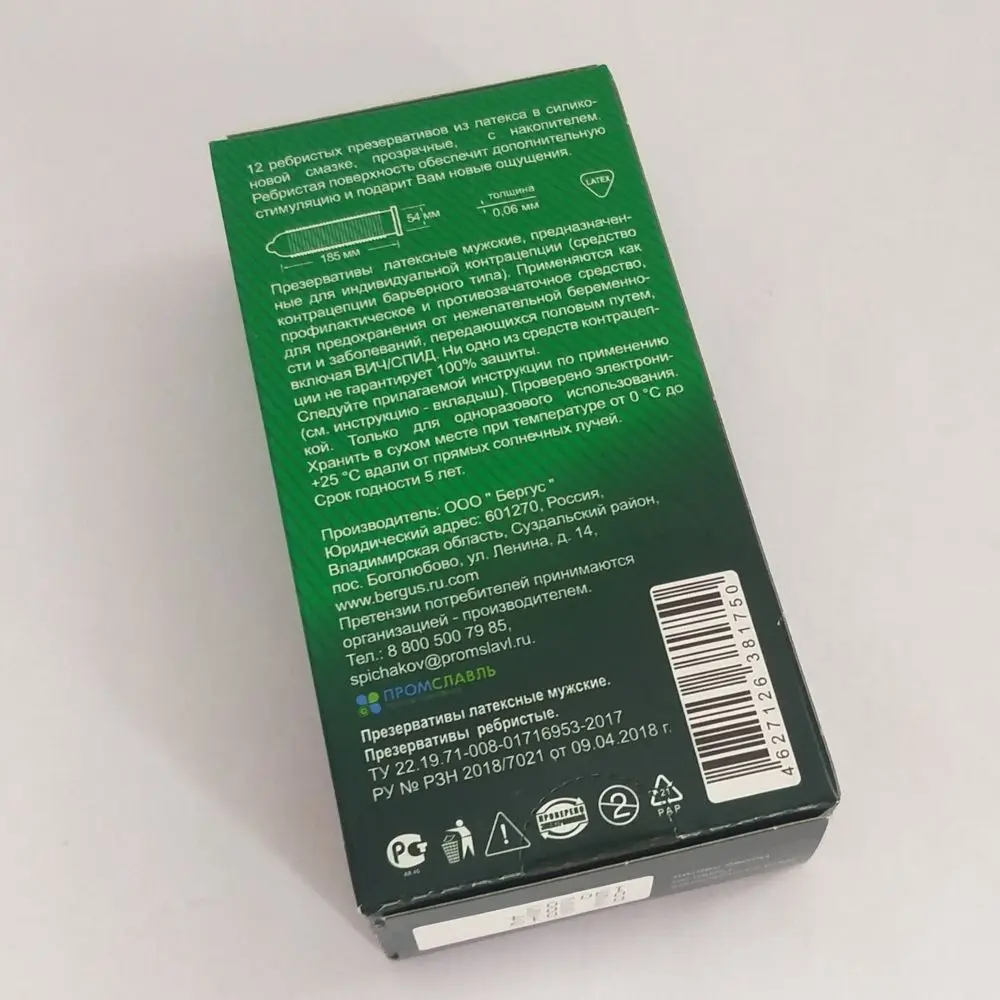 12 ребристых презервативов из латекса в силико-
новой смазке, прозрачные, с накопителем.
Ребристая поверхность обеспечит дополнительную
стимуляцию и подарит Вам новые ощущения.
54 мм
185 мм
толщина
0,06 мм
LATEX
Презервативы латексные мужские, предназначен-
ные для индивидуальной контрацепции (средство
контрацепции барьерного типа). Применяются как
профилактическое и противозачаточное средство,
для предохранения от нежелательной беременно-
сти и заболеваний, передающихся половым путем,
включая ВИЧ/СПИД. Ни одно из средств контрацеп-
ции не гарантирует 100% защиты.
Следуйте прилагаемой инструкции по применению
(см. инструкцию - вкладыш). Проверено электрони-
кой. Только для одноразового использования.
Хранить в сухом месте при температуре от 0 °C до
+25 °C вдали от прямых солнечных лучей.
Срок годности 5 лет.
Производитель: ООО " Бергус "
Юридический адрес: 601270, Россия,
Владимирская область, Суздальский район,
пос. Боголюбово, ул. Ленина, д. 14,
www.bergus.ru.com
Претензии потребителей принимаются
организацией - производителем.
Тел.: 8 800 500 79 85,
spichakov@promslavl.ru.
ПРОМСЛАВЛЬ
Презервативы латексные мужские.
Презервативы ребристые.
ТУ 22.19.71-008-01716953-2017
РУ № РЗН 2018/7021 от 09.04.2018 г.
4627126381750
РСТ
ПРОВЕРЕНО
2
21
PAP